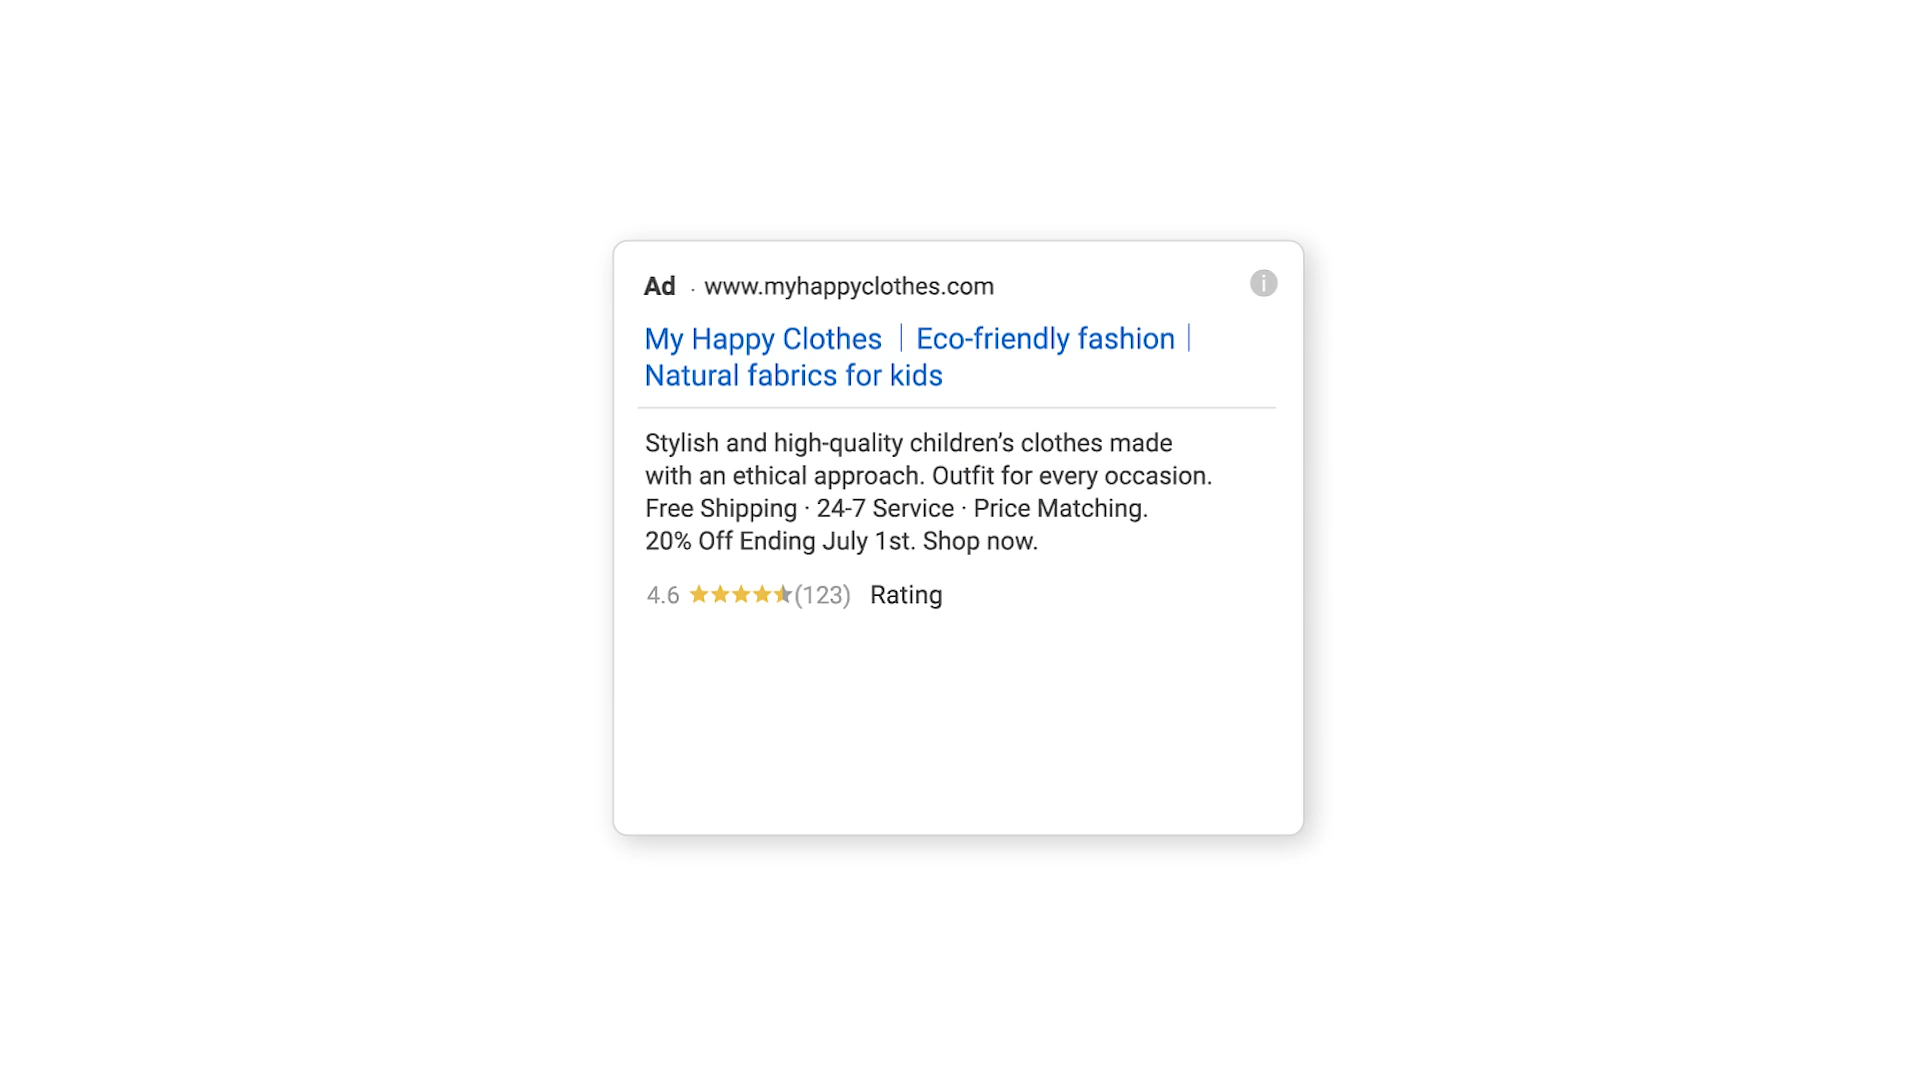 Ad · www.myhappyclothes.com
My Happy Clothes | Eco-friendly fashion |
Natural fabrics for kids
Stylish and high-quality children’s clothes made
with an ethical approach. Outfit for every occasion.
Free Shipping · 24-7 Service · Price Matching.
20% Off Ending July 1st. Shop now.
4.6 ★★★★★(123) Rating